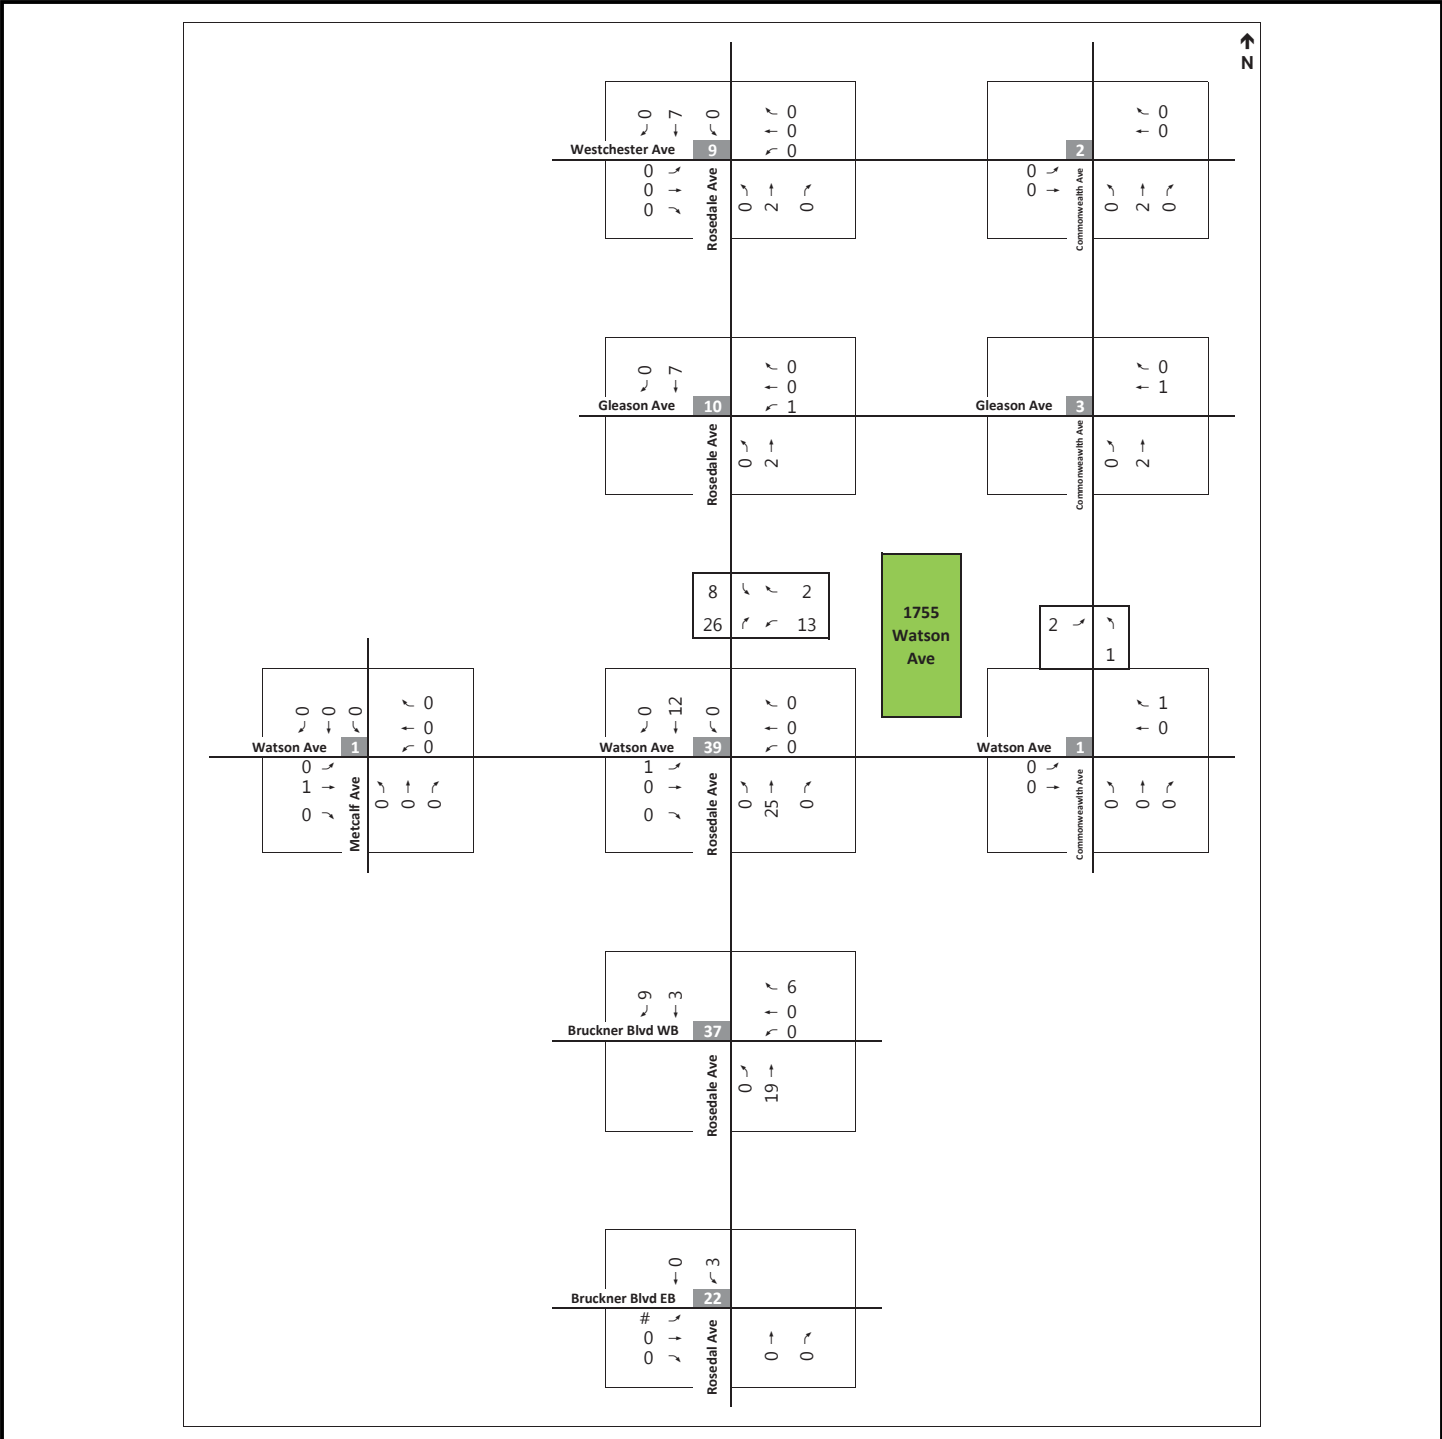 N
0 7 0
0
0
0
Westchester Ave 9
0
0
0
Rosedale Ave
0 2 0
0
0
2
0
0
Commonwealth Ave
0 2 0
0 7
0
0
1
Gleason Ave 10
Rosedale Ave
0 2
0
1
Gleason Ave 3
Commonweawlth Ave
0 2
8 2
26 13
1755
Watson
Ave
2
1
0 0 0
0
0
0
Watson Ave 1
0
1
0
Metcalf Ave
0 0 0
0 12 0
0
0
0
Watson Ave 39
1
0
0
Rosedale Ave
0 25 0
1
0
Watson Ave 1
0
0
Commonweawlth Ave
0 0 0
9 3
6
0
0
Bruckner Blvd WB 37
Rosedale Ave
0 19
0 3
Bruckner Blvd EB 22
#
0
0
Rosedal Ave
0 0